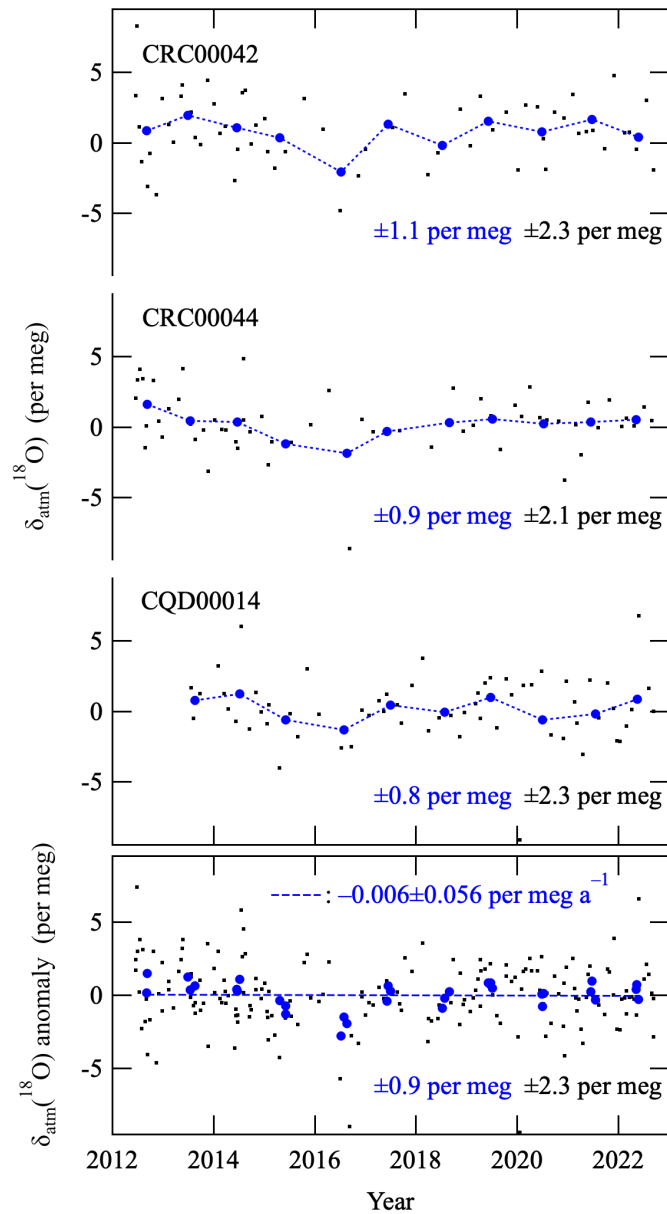 CRC00042
5
0
-5
±1.1 per meg ±2.3 per meg
CRC00044
5
0
-5
±0.9 per meg ±2.1 per meg
δatm(18O) (per meg)
CQD00014
5
0
-5
±0.8 per meg ±2.3 per meg
: –0.006±0.056 per meg a–1
5
0
-5
±0.9 per meg ±2.3 per meg
δatm(18O) anomaly (per meg)
2012 2014 2016 2018 2020 2022
Year